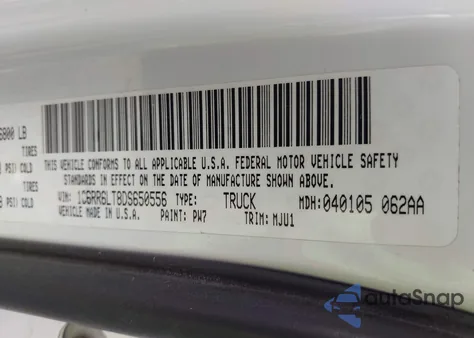 6800 LB
TIRES
PSI/ COLD
TIRES
PSI/ COLD
THIS VEHICLE CONFORMS TO ALL APPLICABLE U.S.A. FEDERAL MOTOR VEHICLE SAFETY
STANDARDS IN EFFECT ON THE DATE OF MANUFACTURE SHOWN ABOVE.
VIN: 1C6RR6LT8DS650556 TYPE: TRUCK MDH: 040105 062AA
VEHICLE MADE IN U.S.A. PAINT: PW7 TRIM: MJU1
autoSnap